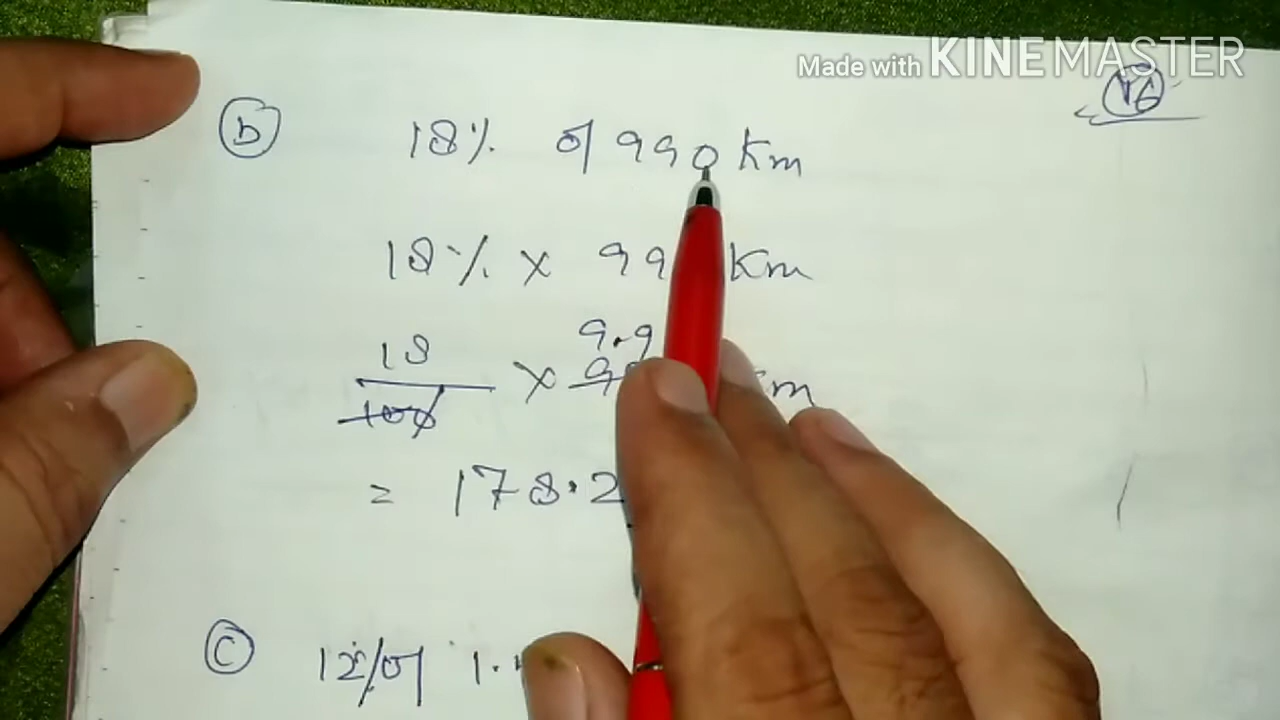 Made with KINEMASTER
b 18% of 990 Km
18% x 99 Km
9.9
18
x
100
= 178.2
c 12% of 1.